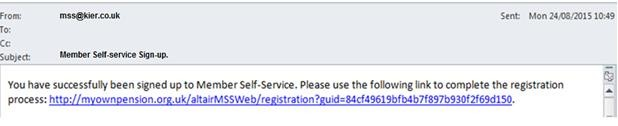 From: mss@kier.co.uk Sent: Mon 24/08/2015 10:49
To:
Cc:
Subject: Member Self-service Sign-up.
You have successfully been signed up to Member Self-Service. Please use the following link to complete the registration
process: http://myownpension.org.uk/altairMSSWeb/registration?guid=84cf49619bfb4b7f897b930f2f69d150.